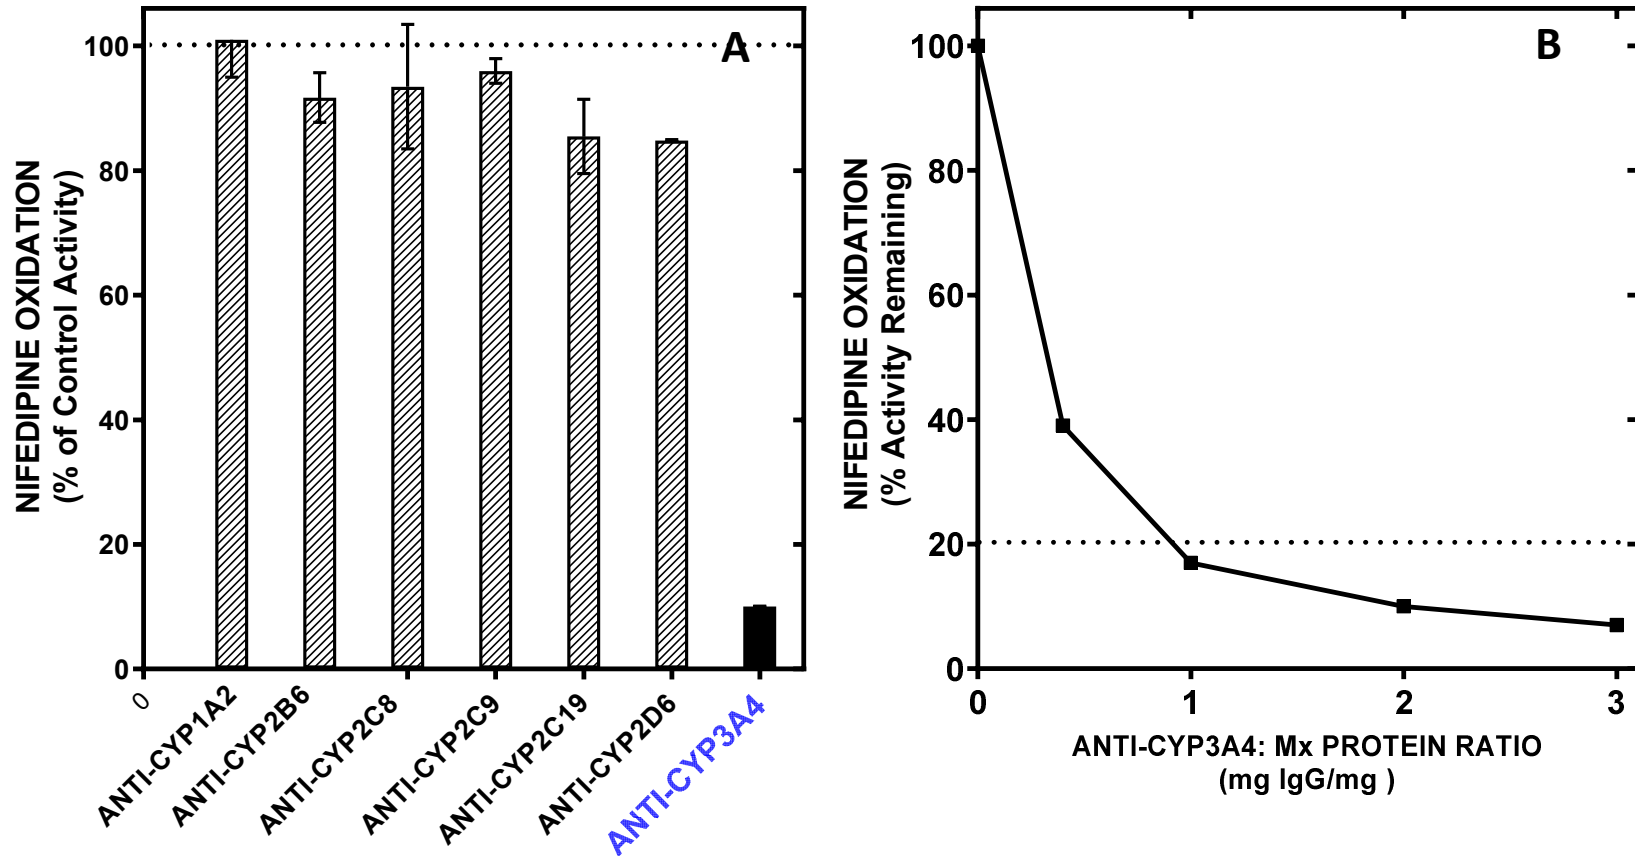 A
NIFEDIPINE OXIDATION
(% of Control Activity)
100
80
60
40
20
0
0
ANTI-CYP1A2
ANTI-CYP2B6
ANTI-CYP2C8
ANTI-CYP2C9
ANTI-CYP2C19
ANTI-CYP2D6
ANTI-CYP3A4
B
NIFEDIPINE OXIDATION
(% Activity Remaining)
100
80
60
40
20
0
0 1 2 3
ANTI-CYP3A4: Mx PROTEIN RATIO
(mg IgG/mg )